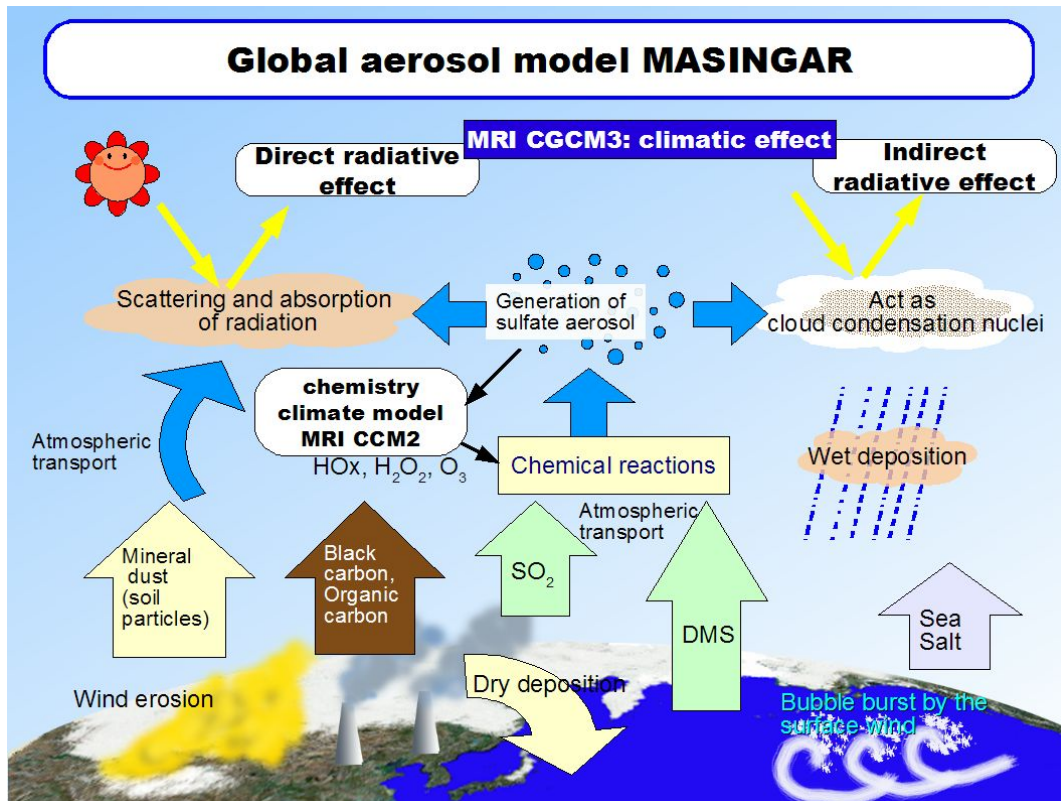 Global aerosol model MASINGAR
MRI CGCM3: climatic effect
Direct radiative
effect
Indirect
radiative effect
Scattering and absorption
of radiation
Generation of
sulfate aerosol
Act as
cloud condensation nuclei
chemistry
climate model
MRI CCM2
HOx, H₂O₂, O₃
Atmospheric
transport
Chemical reactions
Wet deposition
Atmospheric
transport
Mineral
dust
(soil
particles)
Black
carbon,
Organic
carbon
SO₂
DMS
Sea
Salt
Wind erosion
Dry deposition
Bubble burst by the
surface wind